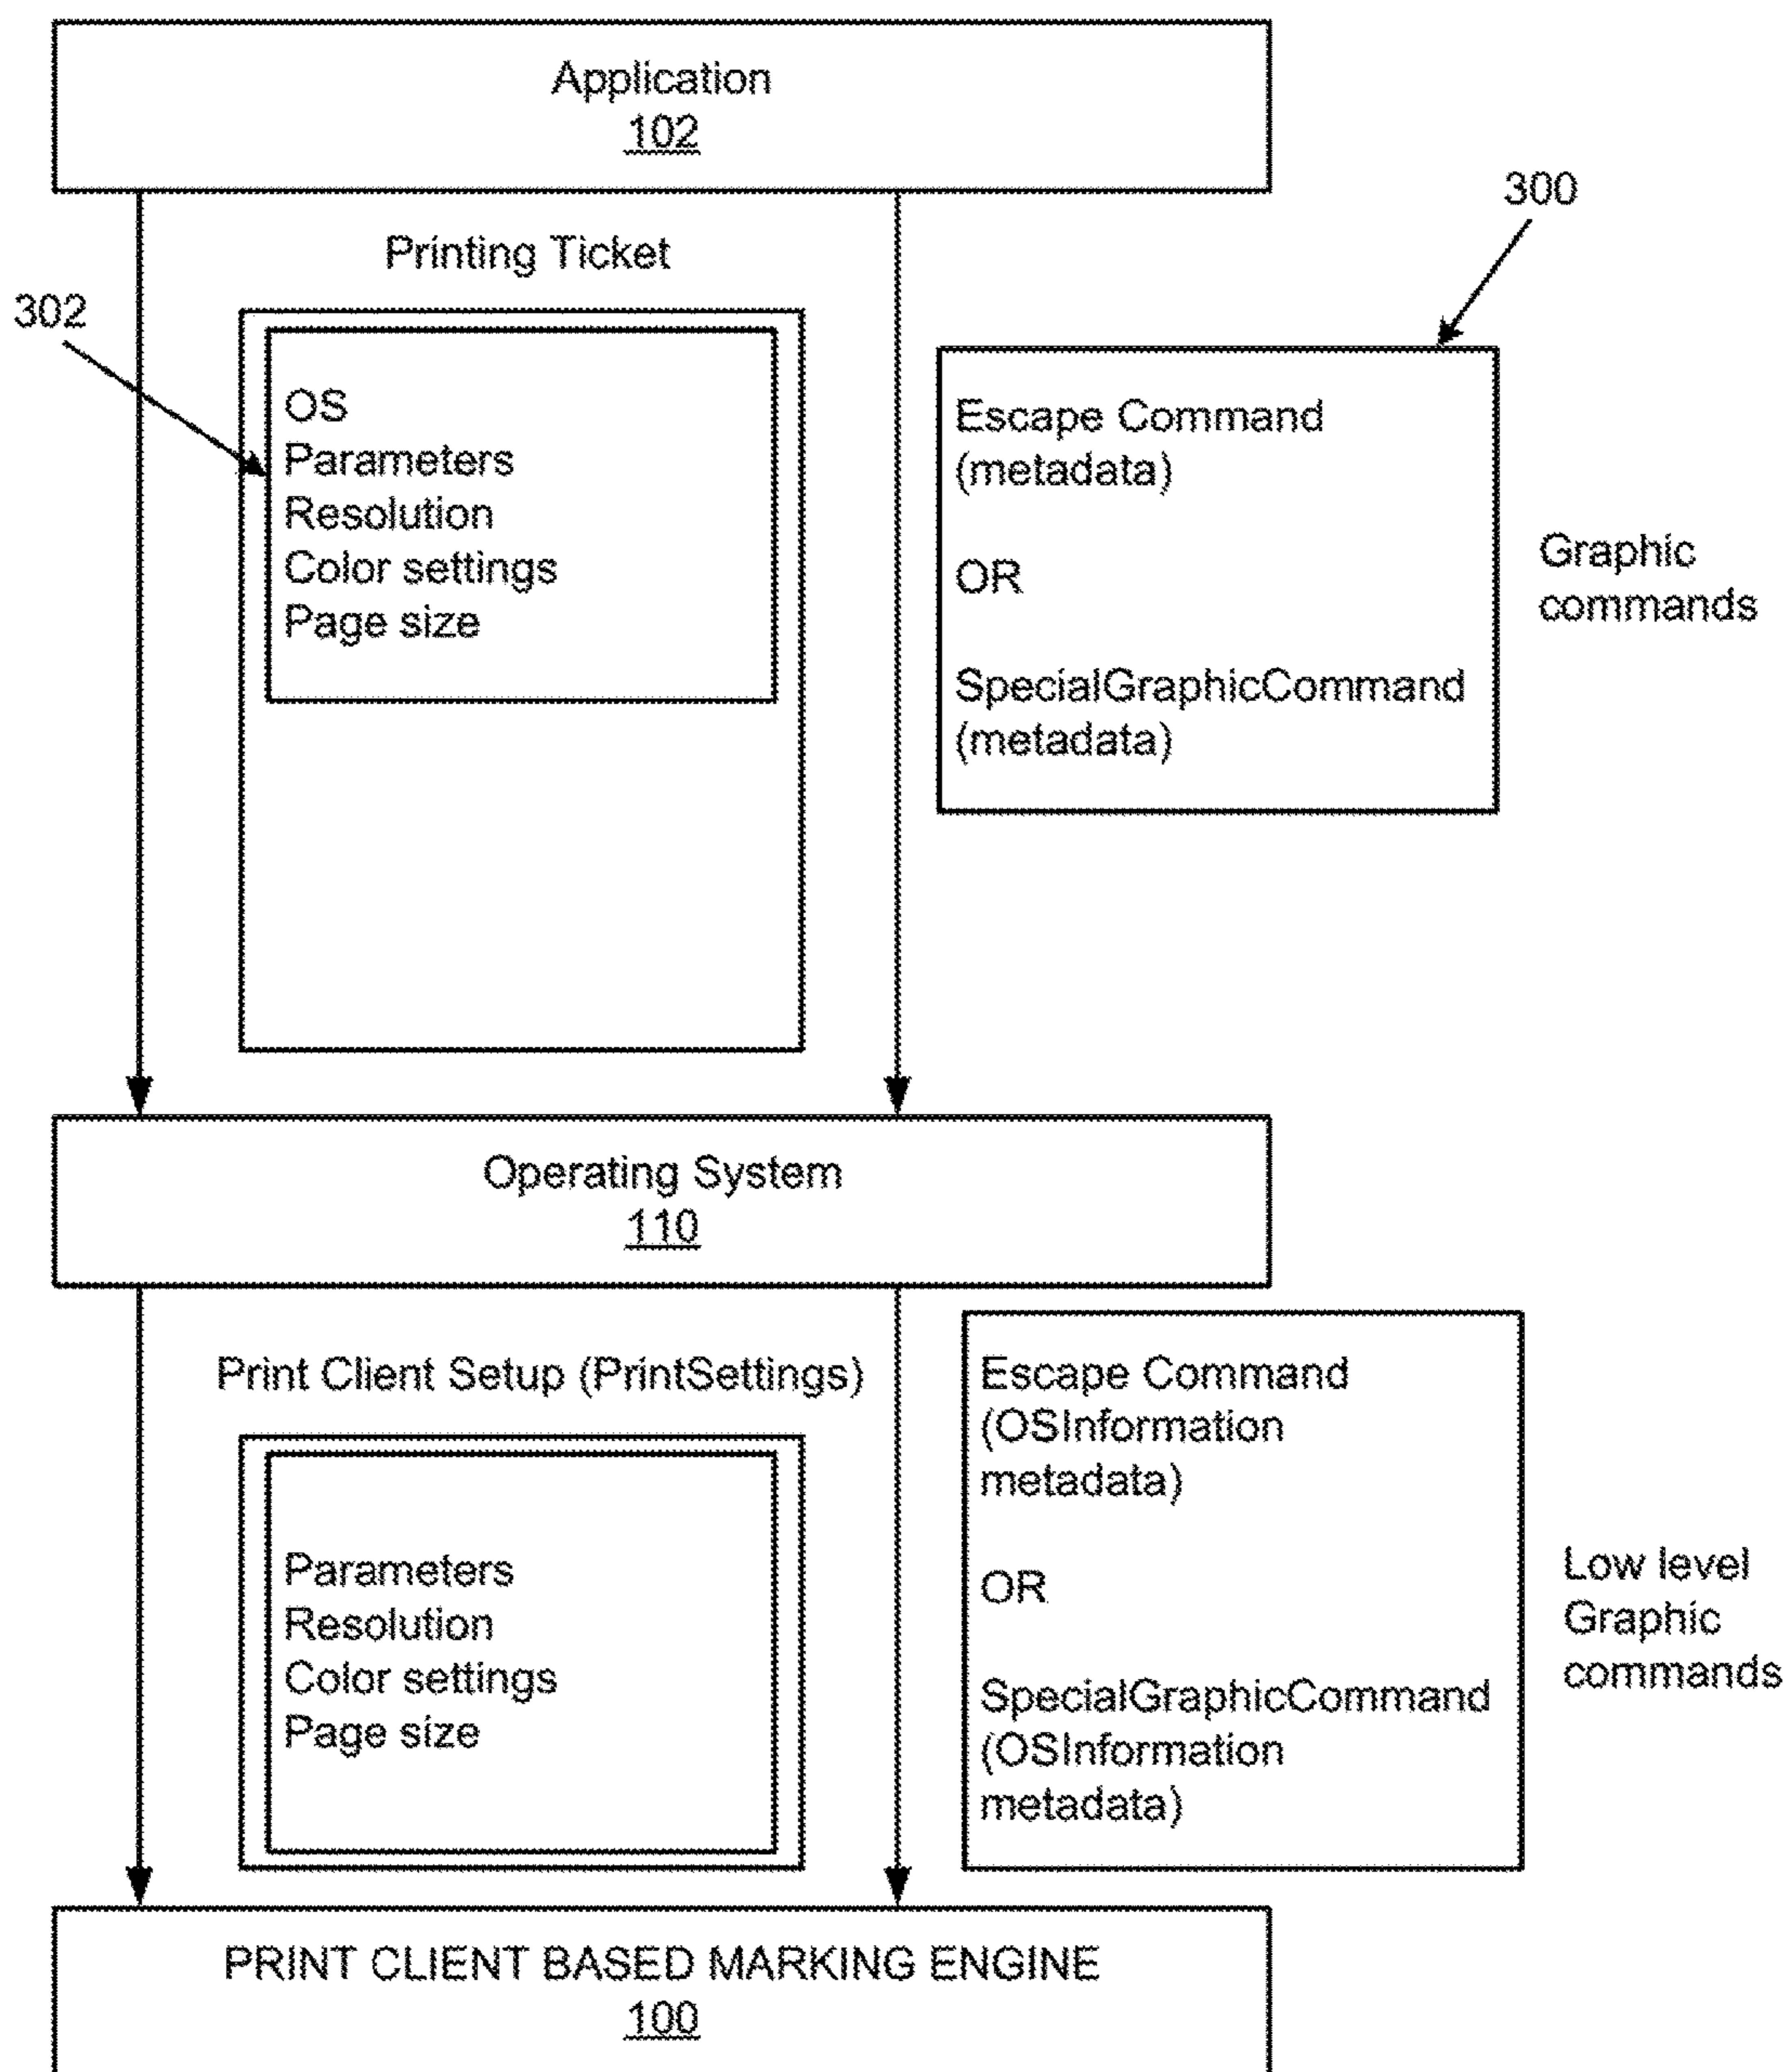 Application
102
300
Printing Ticket
302
OS
Parameters
Resolution
Color settings
Page size
Escape Command
(metadata)
OR
SpecialGraphicCommand
(metadata)
Graphic
commands
Operating System
110
Print Client Setup (PrintSettings)
Parameters
Resolution
Color settings
Page size
Escape Command
(OSInformation
metadata)
OR
SpecialGraphicCommand
(OSInformation
metadata)
Low level
Graphic
commands
PRINT CLIENT BASED MARKING ENGINE
100